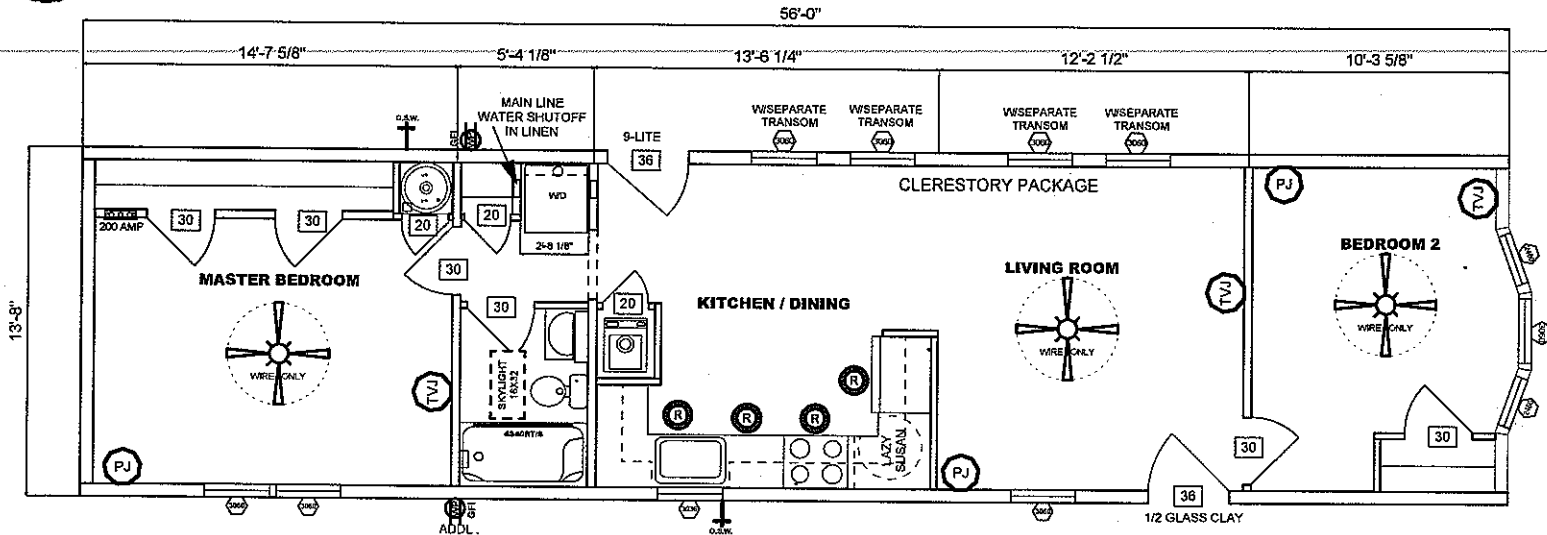 56'-0"
14'-7 5/8"
5'-4 1/8"
13'-6 1/4"
12'-2 1/2"
10'-3 5/8"
13'-8"
O.S.W.
GFI
MAIN LINE
WATER SHUTOFF
IN LINEN
9-LITE
36
W/SEPARATE
TRANSOM
3060
W/SEPARATE
TRANSOM
3060
W/SEPARATE
TRANSOM
3060
W/SEPARATE
TRANSOM
3060
CLERESTORY PACKAGE
200 AMP
30
30
20
20
W/D
2'-8 1/8"
30
30
20
MASTER BEDROOM
WIRE ONLY
TVJ
PJ
SKYLIGHT
16X32
KITCHEN / DINING
R
R
R
R
LAZY
SUSAN
LIVING ROOM
WIRE ONLY
TVJ
PJ
PJ
TVJ
BEDROOM 2
WIRE ONLY
30
30
36
1/2 GLASS CLAY
3060
3060
GFI
ADDL.
O.S.W.
3060